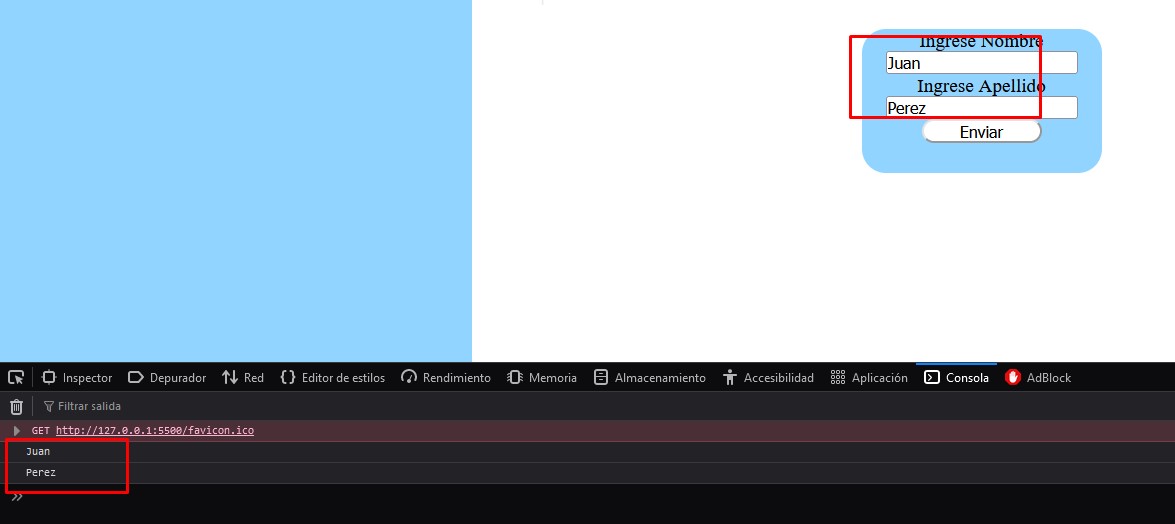 Ingrese Nombre
Juan
Ingrese Apellido
Perez
Enviar
Inspector Depurador Red Editor de estilos Rendimiento Memoria Almacenamiento Accesibilidad Aplicación Consola AdBlock
Filtrar salida
GET http://127.0.0.1:5500/favicon.ico
Juan
Perez